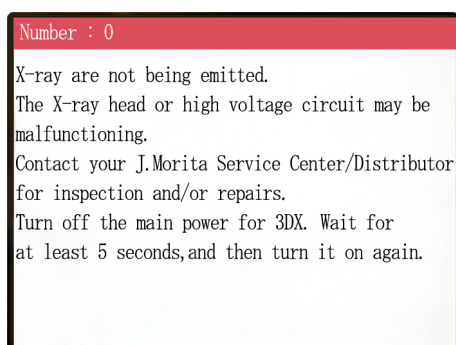 Number : 0
X-ray are not being emitted.
The X-ray head or high voltage circuit may be
malfunctioning.
Contact your J.Morita Service Center/Distributor
for inspection and/or repairs.
Turn off the main power for 3DX. Wait for
at least 5 seconds,and then turn it on again.